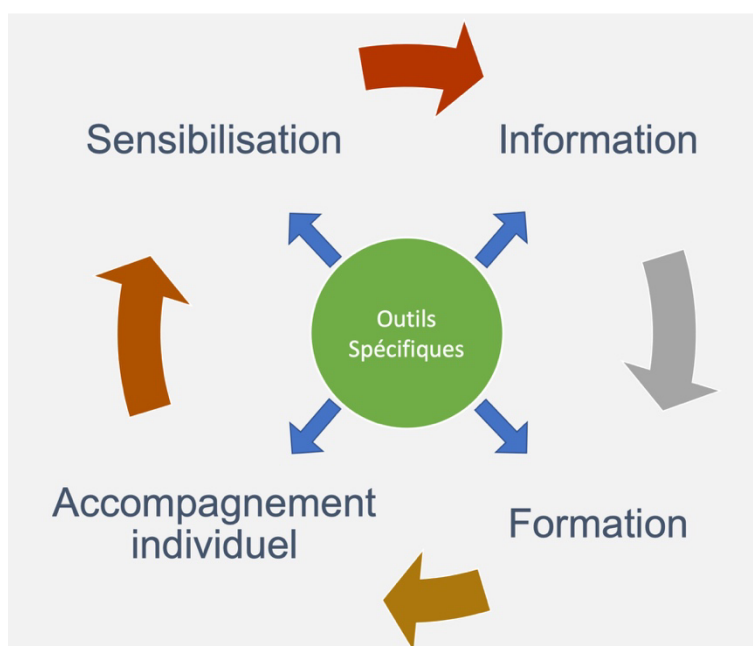 Sensibilisation
Information
Outils
Spécifiques
Accompagnement
individuel
Formation